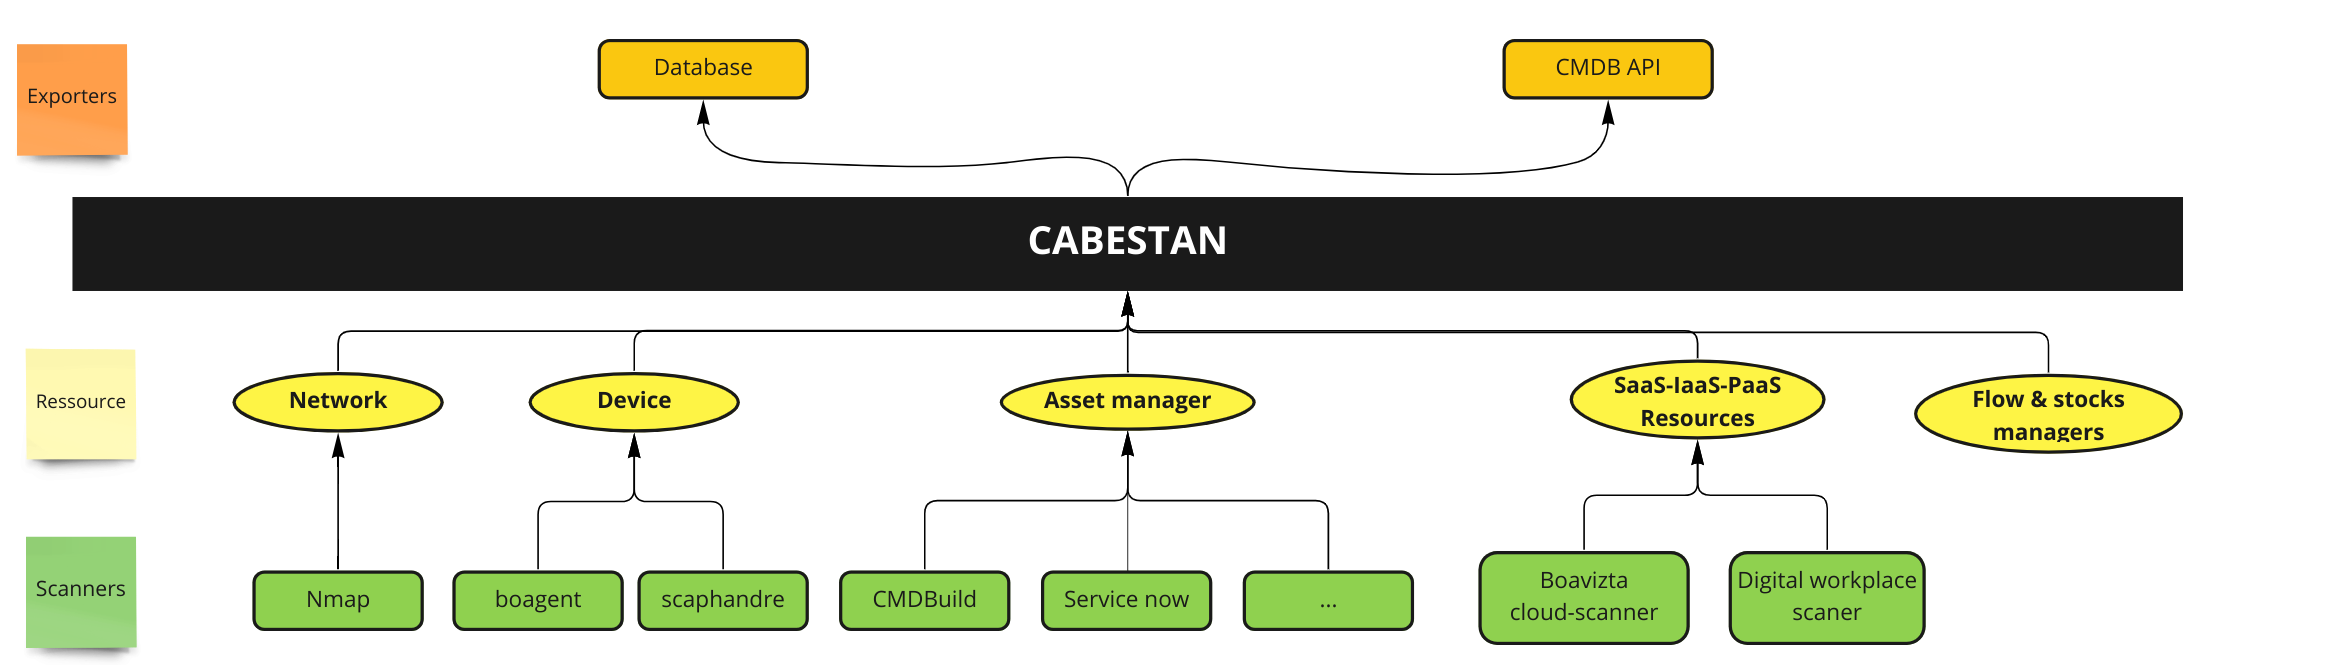 Exporters
Database
CMDB API
CABESTAN
Ressource
Network
Device
Asset manager
SaaS-IaaS-PaaS
Resources
Flow & stocks
managers
Scanners
Nmap
boagent
scaphandre
CMDBuild
Service now
...
Boavizta
cloud-scanner
Digital workplace
scaner